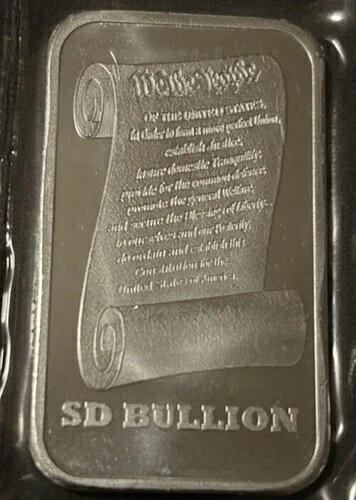 We the People
OF THE UNITED STATES,
in Order to form a more perfect Union,
establish Justice,
insure domestic Tranquility,
provide for the common defence,
promote the general Welfare,
and secure the Blessings of Liberty
to ourselves and our Posterity,
do ordain and establish this
Constitution for the
United States of America.
SD BULLION